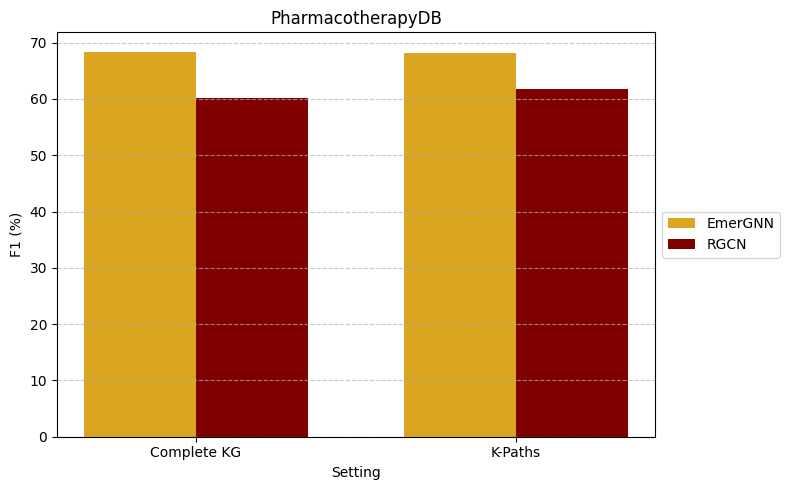 PharmacotherapyDB
F1 (%)
70
60
50
40
30
20
10
0
Complete KG
K-Paths
Setting
EmerGNN
RGCN